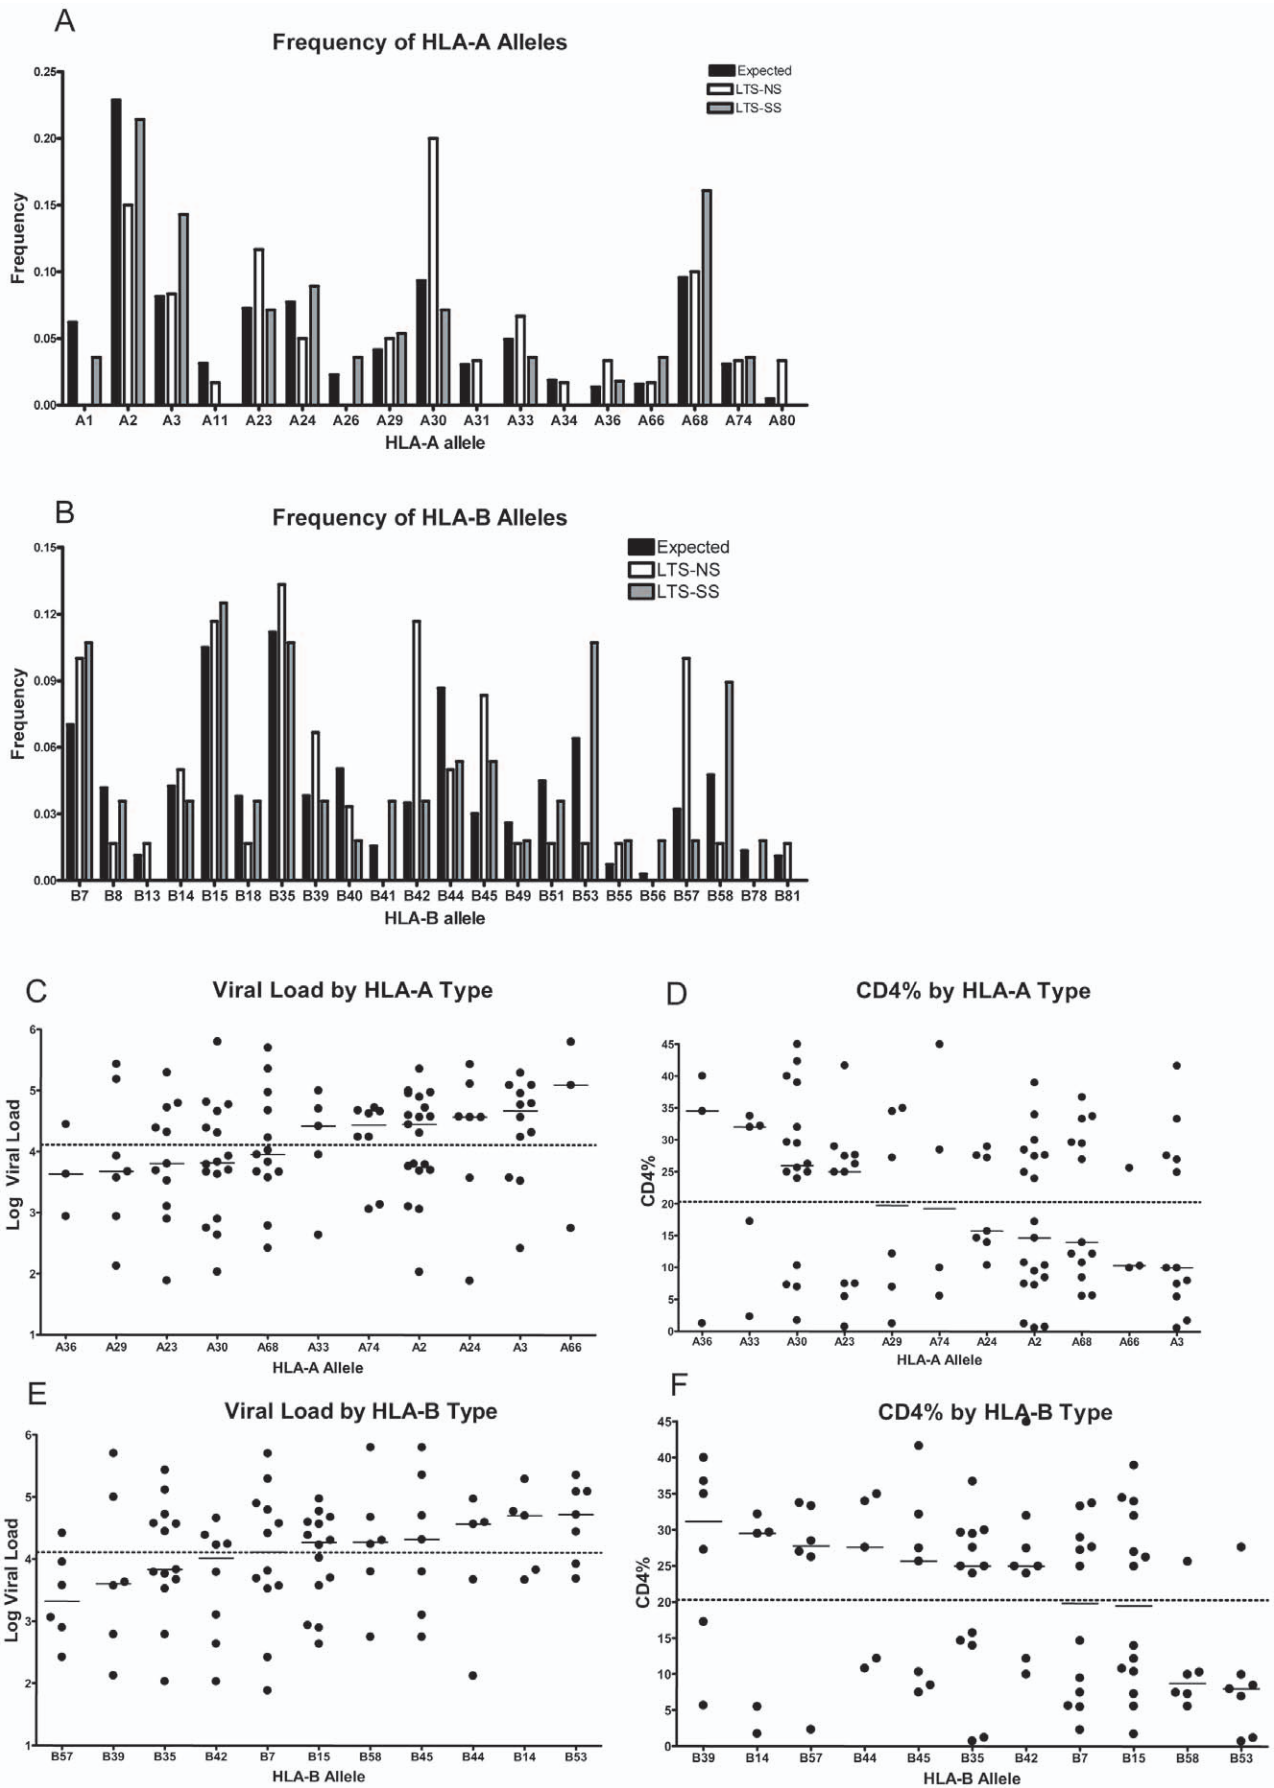 A
Frequency of HLA-A Alleles
Expected
LTS-NS
LTS-SS
0.25
0.20
0.15
0.10
0.05
0.00
Frequency
A1 A2 A3 A11 A23 A24 A26 A29 A30 A31 A33 A34 A36 A66 A68 A74 A80
HLA-A allele
B
Frequency of HLA-B Alleles
Expected
LTS-NS
LTS-SS
0.15
0.12
0.09
0.06
0.03
0.00
Frequency
B7 B8 B13 B14 B15 B18 B35 B39 B40 B41 B42 B44 B45 B49 B51 B53 B55 B56 B57 B58 B78 B81
HLA-B allele
C
Viral Load by HLA-A Type
6
5
4
3
2
1
Log Viral Load
A36 A29 A23 A30 A68 A33 A74 A2 A24 A3 A66
HLA-A Allele
D
CD4% by HLA-A Type
45
40
35
30
25
20
15
10
5
0
CD4%
A36 A33 A30 A23 A29 A74 A24 A2 A68 A66 A3
HLA-A Allele
E
Viral Load by HLA-B Type
6
5
4
3
2
1
Log Viral Load
B57 B39 B35 B42 B7 B15 B58 B45 B44 B14 B53
HLA-B Allele
F
CD4% by HLA-B Type
45
40
35
30
25
20
15
10
5
0
CD4%
B39 B14 B57 B44 B45 B35 B42 B7 B15 B58 B53
HLA-B Allele